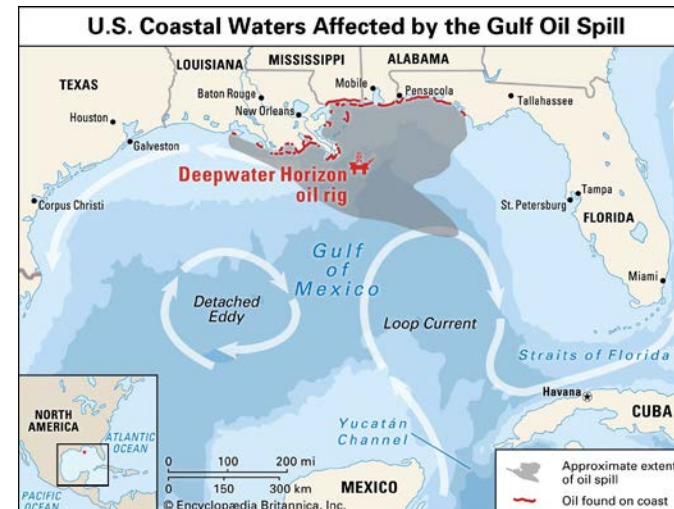 U.S. Coastal Waters Affected by the Gulf Oil Spill
LOUISIANA
MISSISSIPPI
ALABAMA
TEXAS
Baton Rouge
Mobile
Pensacola
Tallahassee
New Orleans
Houston
Galveston
Deepwater Horizon
oil rig
Corpus Christi
Tampa
St. Petersburg
FLORIDA
Gulf
of
Mexico
Miami
Detached
Eddy
Loop Current
Straits of Florida
Havana
CUBA
NORTH
AMERICA
ATLANTIC
OCEAN
PACIFIC
OCEAN
Yucatán
Channel
0 100 200 mi
0 150 300 km
MEXICO
© Encyclopædia Britannica, Inc.
Approximate extent
of oil spill
Oil found on coast